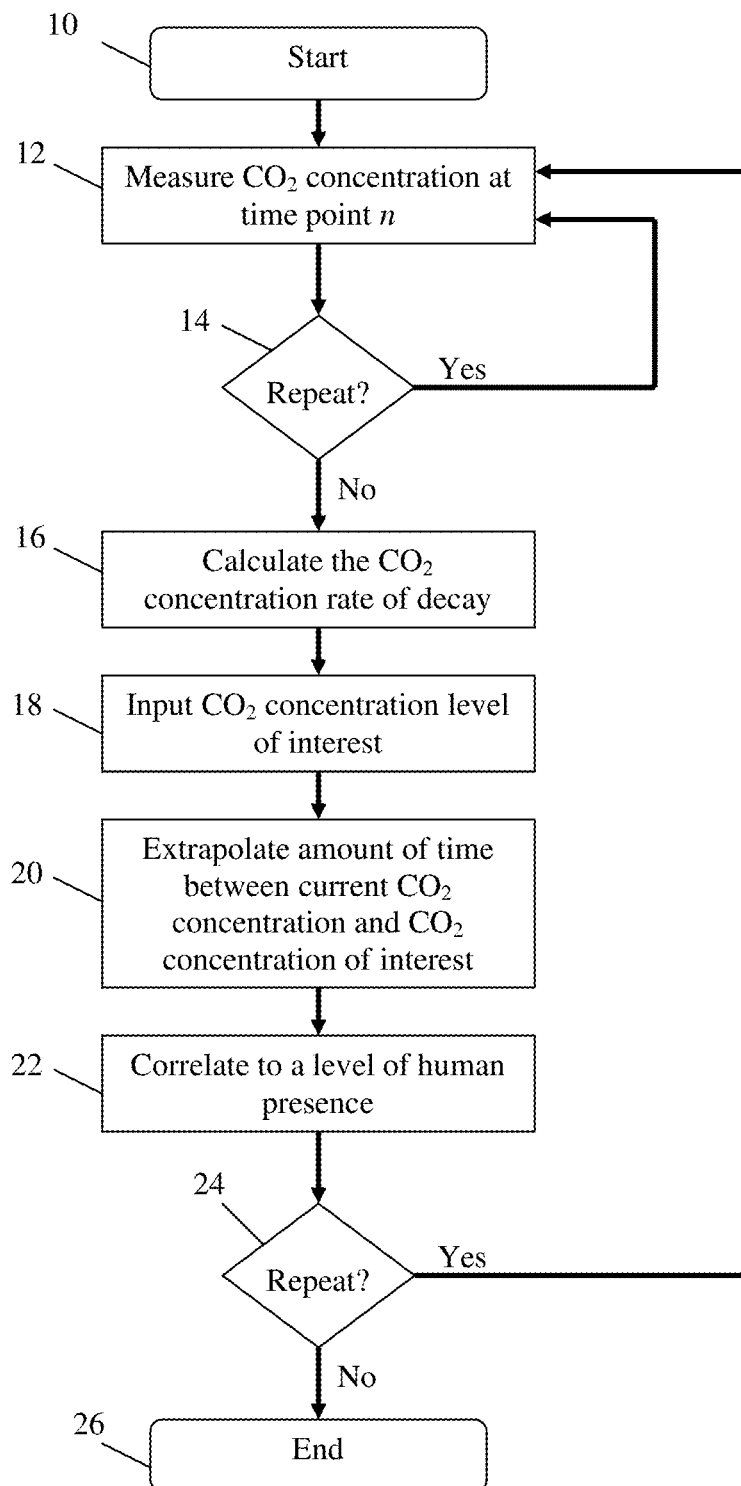 10
Start
12
Measure CO₂ concentration at
time point n
14
Repeat?
Yes
No
16
Calculate the CO₂
concentration rate of decay
18
Input CO₂ concentration level
of interest
20
Extrapolate amount of time
between current CO₂
concentration and CO₂
concentration of interest
22
Correlate to a level of human
presence
24
Repeat?
Yes
No
26
End